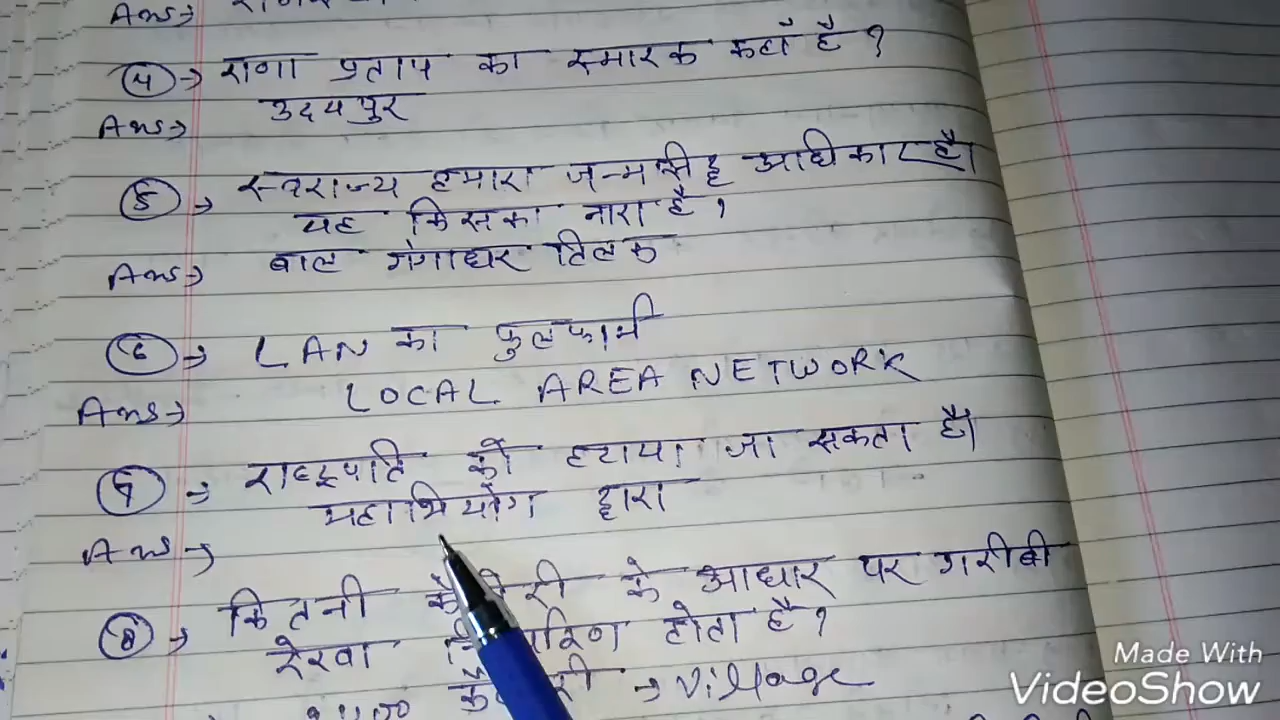 Ans→
४→ राणा प्रताप का स्मारक कहाँ है ?
Ans→ उदयपुर
5→ स्वराज्य हमारा जन्मसिद्ध अधिकार है।
यह किसका नारा है ?
Ans→ बाल गंगाधर तिलक
6→ LAN का फुलफार्म
Ans→ LOCAL AREA NETWORK
7→ राष्ट्रपति को हटाया जा सकता है।
Ans→ महाभियोग द्वारा
8→ कितनी के आधार पर गरीबी
रेखा होता है ?
→ Village
Made With
VideoShow